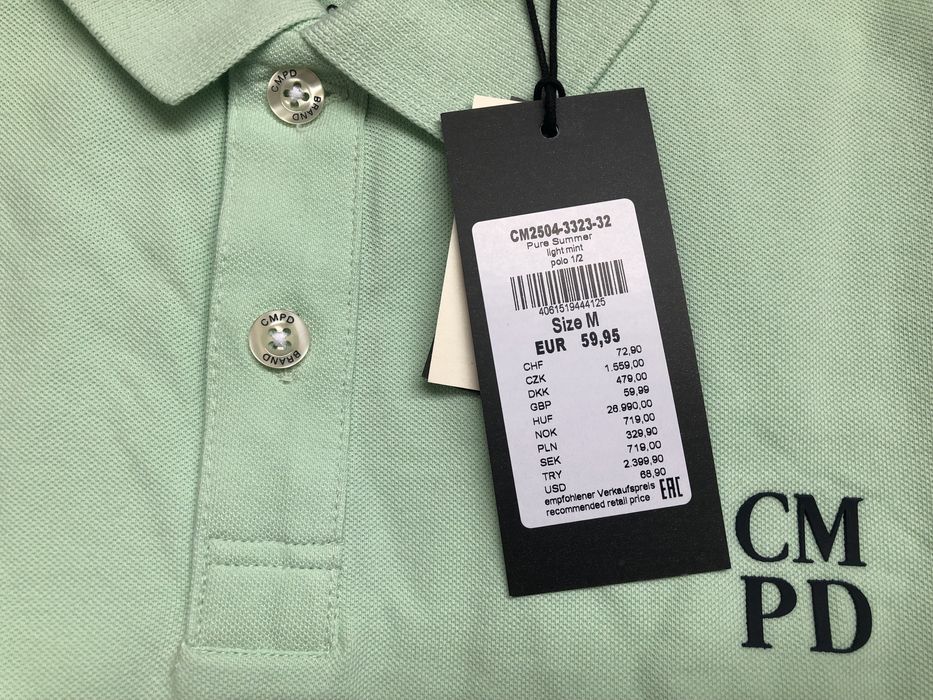 CMPD
BRAND
CMPD
BRAND
CM2504-3323-32
Pure Summer
light mint
polo 1/2
4061519444125
Size M
EUR 59,95
CHF 72,90
CZK 1.559,00
DKK 479,00
GBP 59,99
HUF 26.990,00
NOK 719,00
PLN 329,90
SEK 719,00
TRY 2.399,90
USD 68,90
empfohlener Verkaufspreis
recommended retail price
EAC
CM
PD